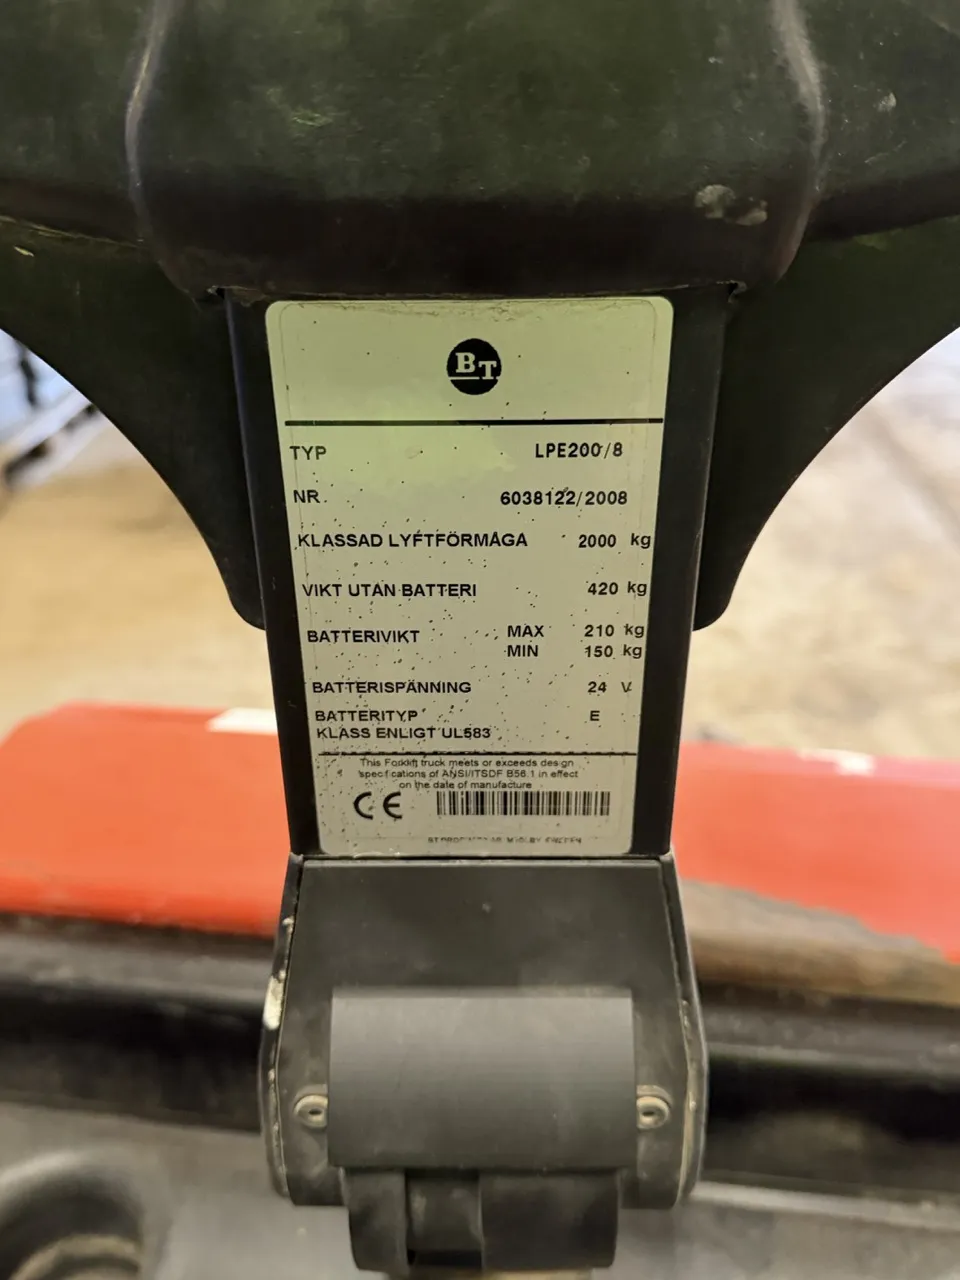 BT
TYP LPE200/8
NR. 6038122/2008
KLASSAD LYFTFÖRMÅGA 2000 kg
VIKT UTAN BATTERI 420 kg
BATTERIVIKT MAX 210 kg
MIN 150 kg
BATTERISPÄNNING 24 V
BATTERITYP E
KLASS ENLIGT UL583
This Forklift truck meets or exceeds design
specifications of ANSI/ITSDF B56.1 in effect
on the date of manufacture
CE